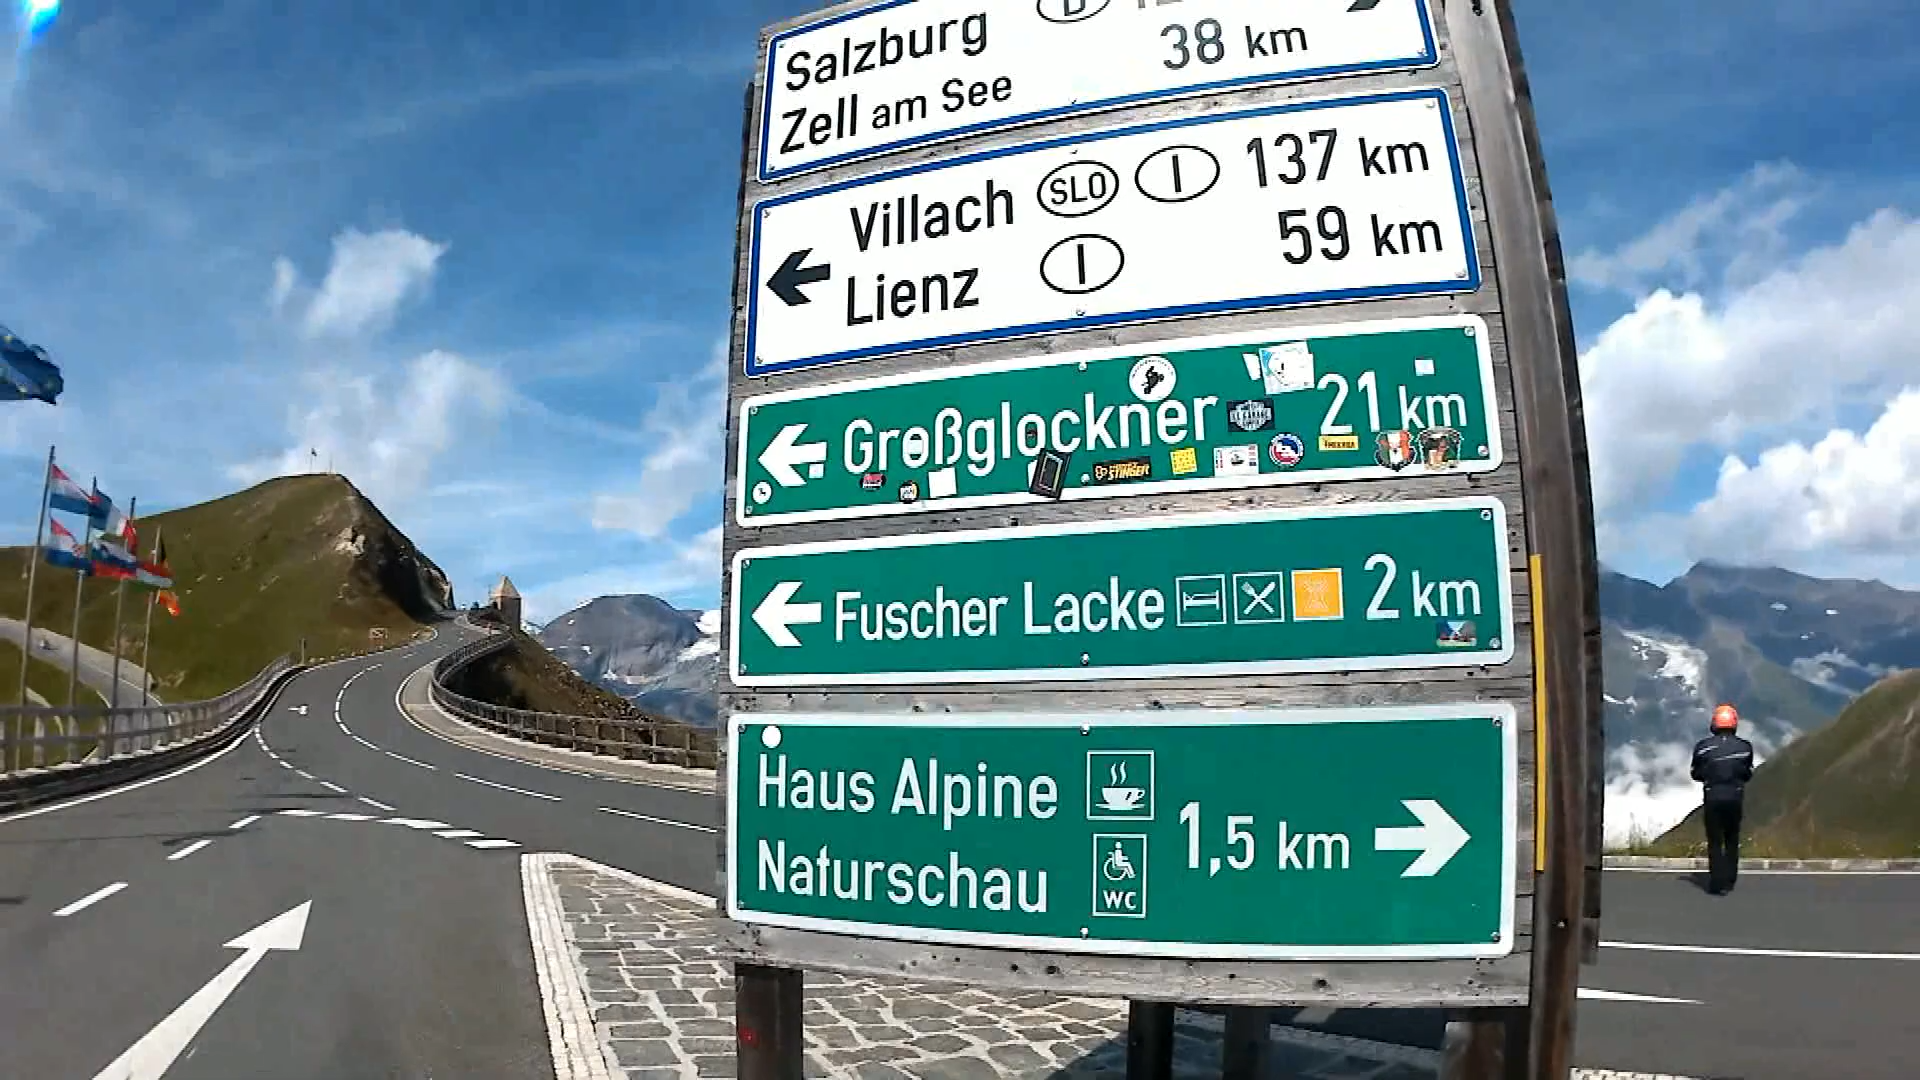 Salzburg D
Zell am See 38 km
Villach SLO I 137 km
Lienz I 59 km
Großglockner 21 km
STINGER
Fuscher Lacke 2 km
Haus Alpine
Naturschau 1,5 km
WC